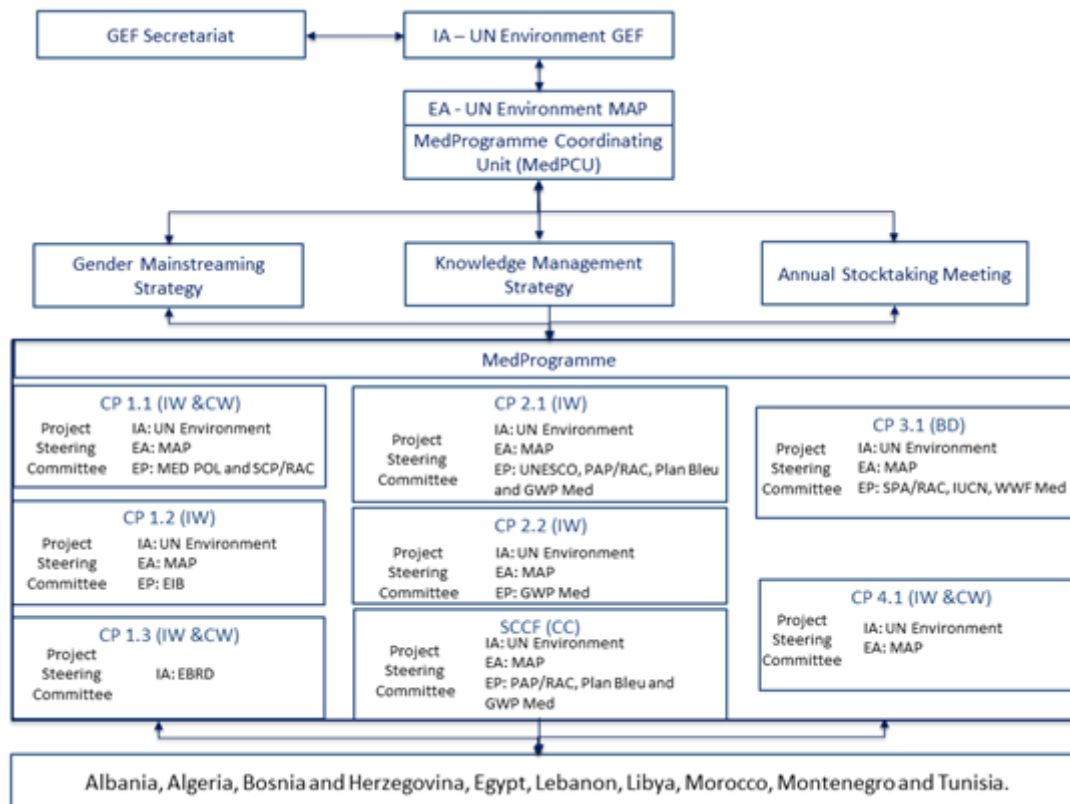 GEF Secretariat
IA – UN Environment GEF
EA - UN Environment MAP
MedProgramme Coordinating
Unit (MedPCU)
Gender Mainstreaming
Strategy
Knowledge Management
Strategy
Annual Stocktaking Meeting
MedProgramme
CP 1.1 (IW &CW)
Project
Steering
Committee
IA: UN Environment
EA: MAP
EP: MED POL and SCP/RAC
CP 1.2 (IW)
Project
Steering
Committee
IA: UN Environment
EA: MAP
EP: EIB
CP 1.3 (IW &CW)
Project
Steering
Committee
IA: EBRD
CP 2.1 (IW)
Project
Steering
Committee
IA: UN Environment
EA: MAP
EP: UNESCO, PAP/RAC, Plan Bleu
and GWP Med
CP 2.2 (IW)
Project
Steering
Committee
IA: UN Environment
EA: MAP
EP: GWP Med
SCCF (CC)
Project
Steering
Committee
IA: UN Environment
EA: MAP
EP: PAP/RAC, Plan Bleu and
GWP Med
CP 3.1 (BD)
Project
Steering
Committee
IA: UN Environment
EA: MAP
EP: SPA/RAC, IUCN, WWF Med
CP 4.1 (IW &CW)
Project
Steering
Committee
IA: UN Environment
EA: MAP
Albania, Algeria, Bosnia and Herzegovina, Egypt, Lebanon, Libya, Morocco, Montenegro and Tunisia.